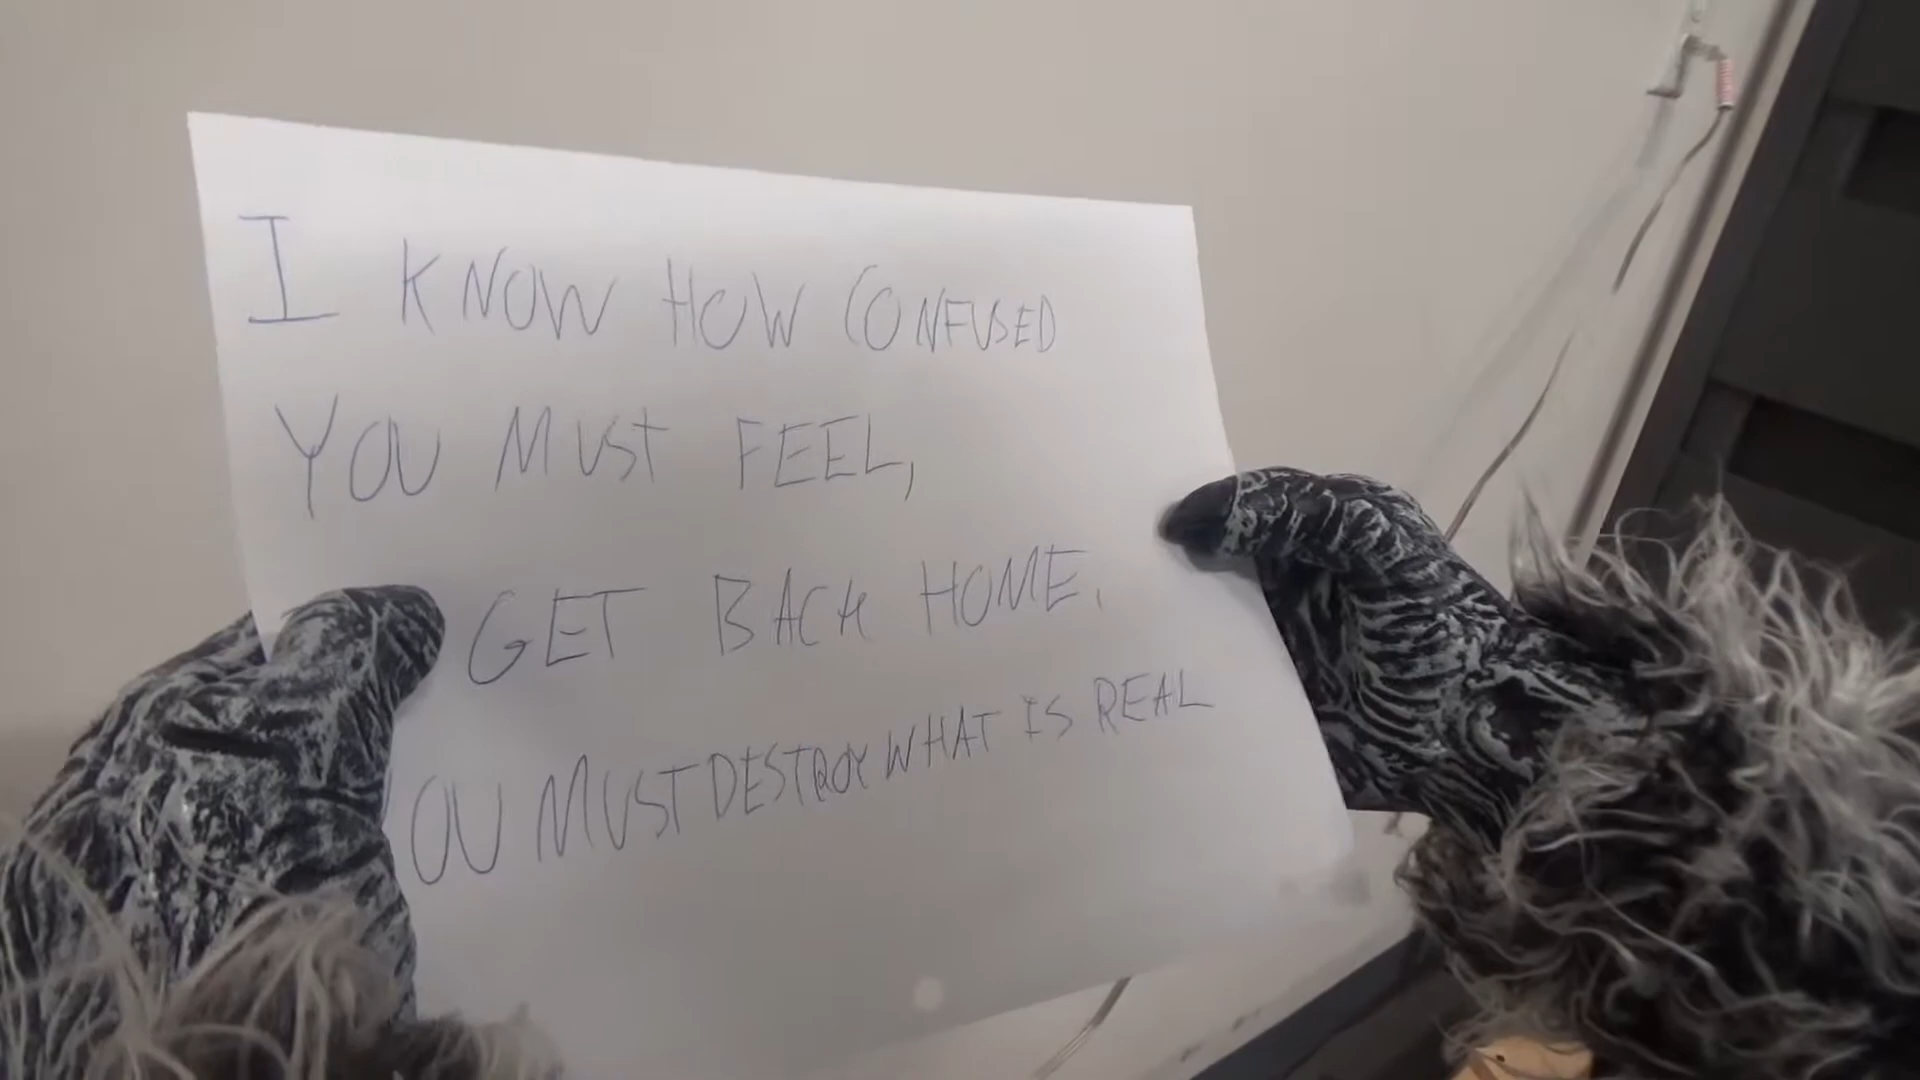 I KNOW HOW CONFUSED
YOU MUST FEEL,
GET BACK HOME.
OU MUST DESTROY WHAT IS REAL